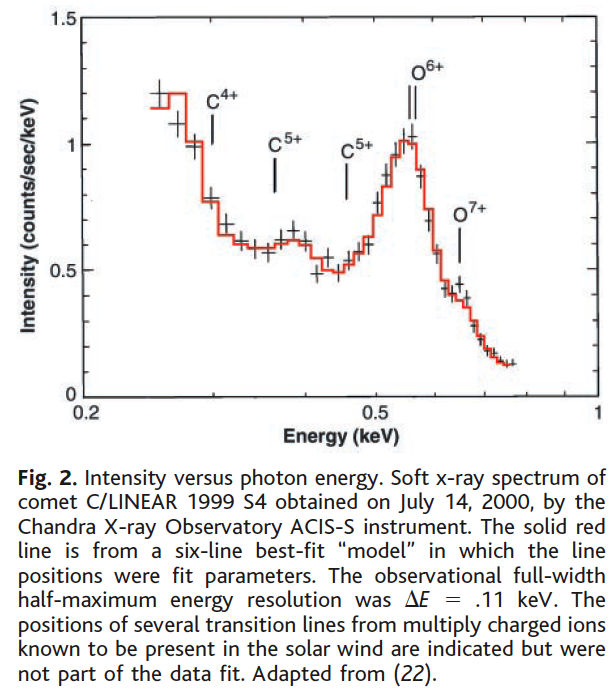 1.5
1
0.5
0
Intensity (counts/sec/keV)
C4+
C5+
C5+
O6+
O7+
0.2
0.5
1
Energy (keV)
Fig. 2. Intensity versus photon energy. Soft x-ray spectrum of
comet C/LINEAR 1999 S4 obtained on July 14, 2000, by the
Chandra X-ray Observatory ACIS-S instrument. The solid red
line is from a six-line best-fit “model” in which the line
positions were fit parameters. The observational full-width
half-maximum energy resolution was ΔE = .11 keV. The
positions of several transition lines from multiply charged ions
known to be present in the solar wind are indicated but were
not part of the data fit. Adapted from (22).